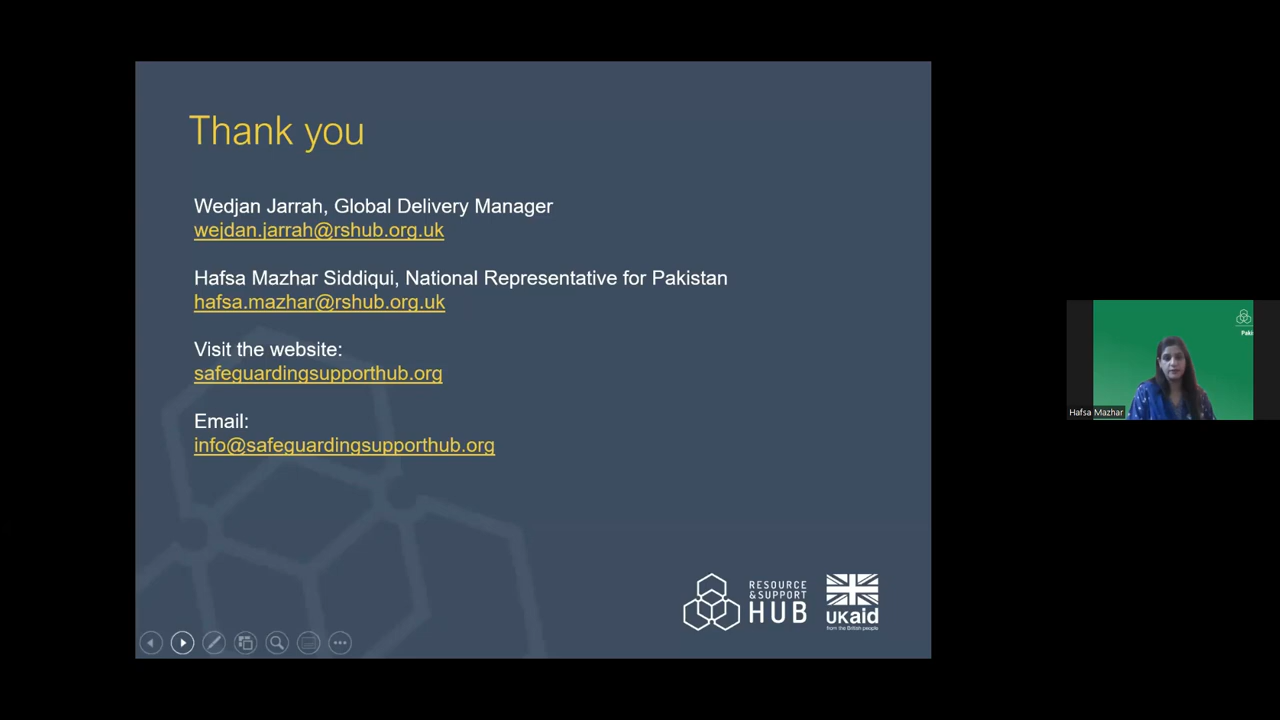 Thank you
Wedjan Jarrah, Global Delivery Manager
wejdan.jarrah@rshub.org.uk
Hafsa Mazhar Siddiqui, National Representative for Pakistan
hafsa.mazhar@rshub.org.uk
Visit the website:
safeguardingsupporthub.org
Email:
info@safeguardingsupporthub.org
RESOURCE
& SUPPORT
HUB
UKaid
from the British people
Hafsa Mazhar